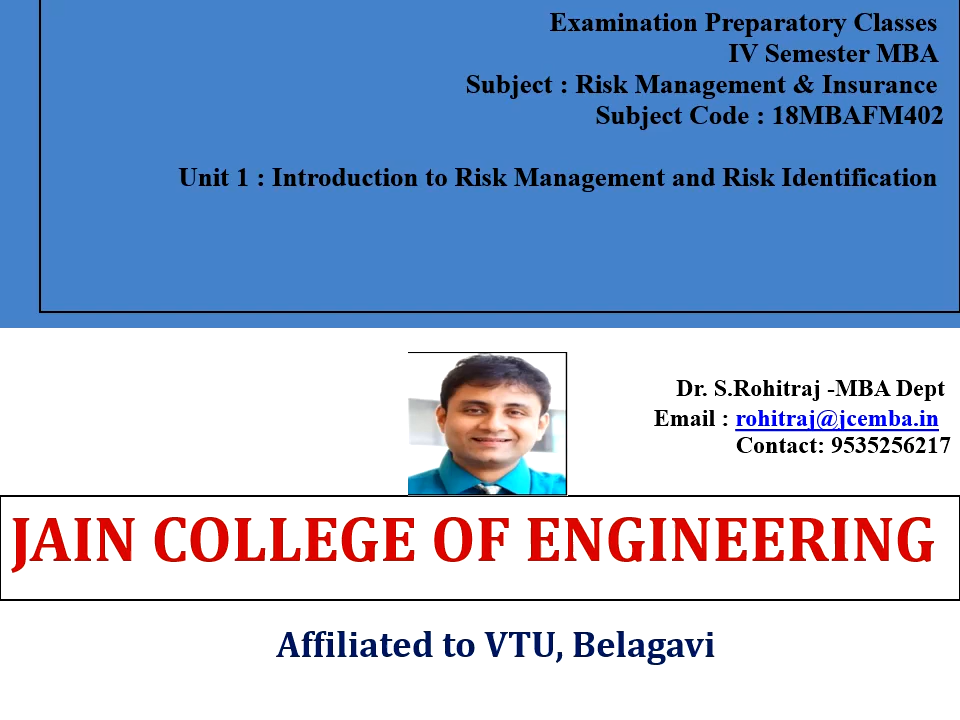 Examination Preparatory Classes
IV Semester MBA
Subject : Risk Management & Insurance
Subject Code : 18MBAFM402
Unit 1 : Introduction to Risk Management and Risk Identification
Dr. S.Rohitraj -MBA Dept
Email : rohitraj@jcemba.in
Contact: 9535256217
JAIN COLLEGE OF ENGINEERING
Affiliated to VTU, Belagavi